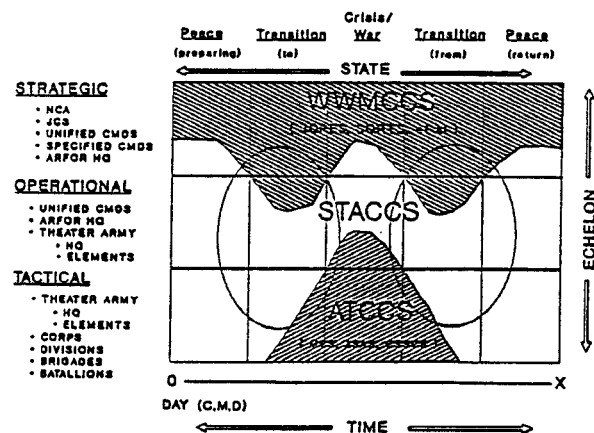 Peace Transition Crisis/ War Transition Peace
(preparing) (to) (from) (return)
STATE
STRATEGIC
• NCA
• JCS
• UNIFIED CMDS
• SPECIFIED CMDS
• ARFOR HQ
OPERATIONAL
• UNIFIED CMDS
• ARFOR HQ
• THEATER ARMY
• HQ
• ELEMENTS
TACTICAL
• THEATER ARMY
• HQ
• ELEMENTS
• CORPS
• DIVISIONS
• BRIGADES
• BATALLIONS
WWMCCS
STACCS
ATCCS
ECHELON
0 X
DAY (C,M,D)
TIME